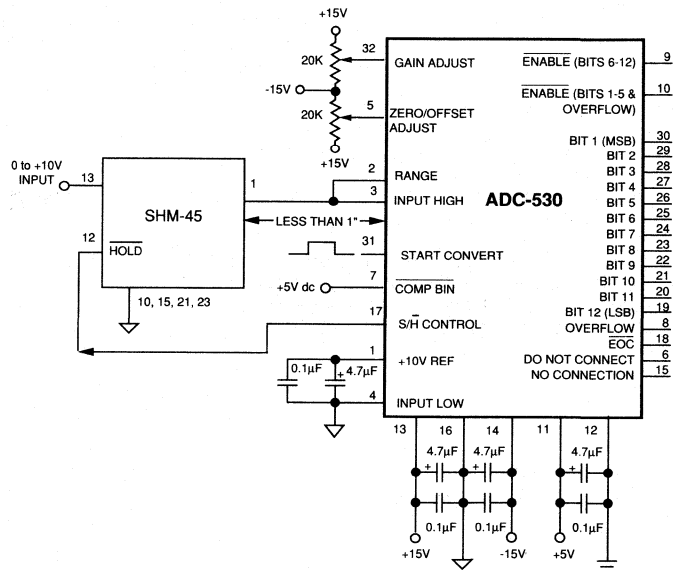 +15V
20K
32
GAIN ADJUST
-15V
20K
5
ZERO/OFFSET
ADJUST
+15V
0 to +10V
INPUT
13
SHM-45
1
12
HOLD
10, 15, 21, 23
2
RANGE
3
INPUT HIGH
LESS THAN 1"
31
START CONVERT
+5V dc
7
COMP BIN
17
S/H CONTROL
1
+10V REF
0.1µF
+ 4.7µF
4
INPUT LOW
ADC-530
ENABLE (BITS 6-12)
9
ENABLE (BITS 1-5 &
OVERFLOW)
10
BIT 1 (MSB)
30
BIT 2
29
BIT 3
28
BIT 4
27
BIT 5
26
BIT 6
25
BIT 7
24
BIT 8
23
BIT 9
22
BIT 10
21
BIT 11
20
BIT 12 (LSB)
19
OVERFLOW
8
EOC
18
DO NOT CONNECT
6
NO CONNECTION
15
13
16
14
11
12
4.7µF
+
4.7µF
+
4.7µF
+
0.1µF
0.1µF
0.1µF
+15V
-15V
+5V